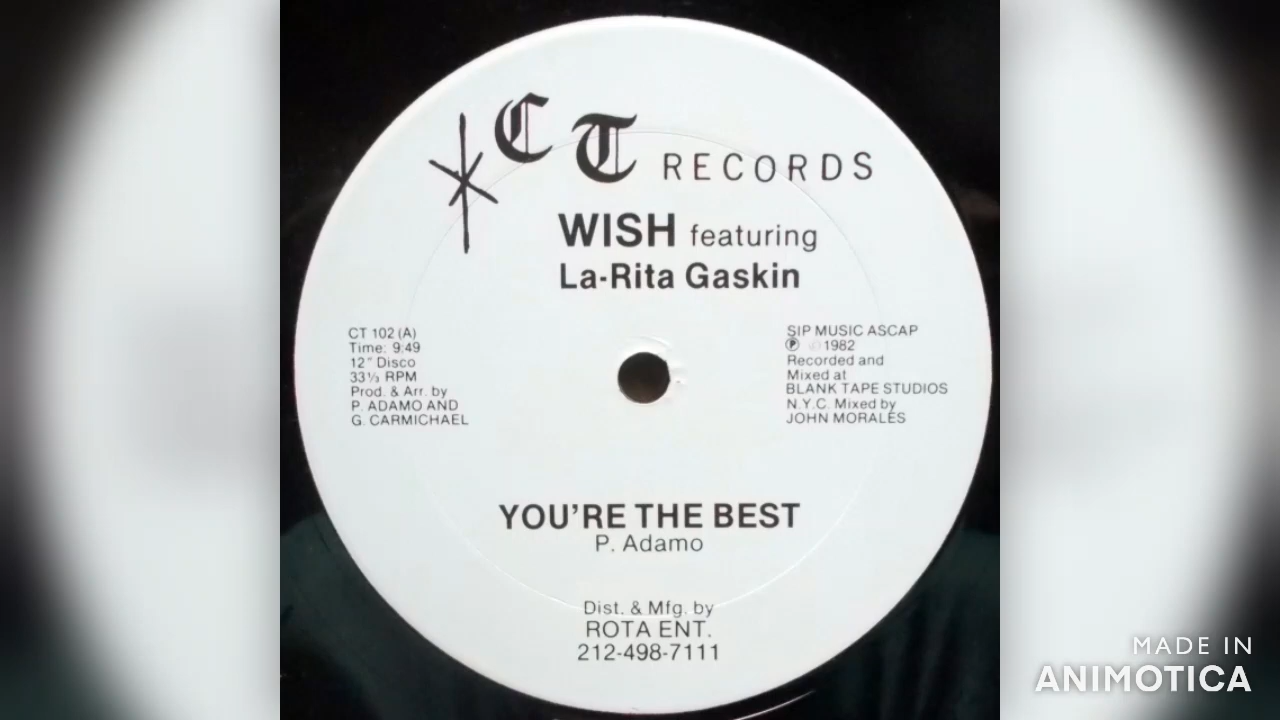 CT RECORDS
WISH featuring
La-Rita Gaskin
CT 102 (A)
Time: 9:49
12" Disco
33⅓ RPM
Prod. & Arr. by
P. ADAMO AND
G. CARMICHAEL
SIP MUSIC ASCAP
℗ ©1982
Recorded and
Mixed at
BLANK TAPE STUDIOS
N.Y.C. Mixed by
JOHN MORALES
YOU'RE THE BEST
P. Adamo
Dist. & Mfg. by
ROTA ENT.
212-498-7111
MADE IN
ANIMOTICA